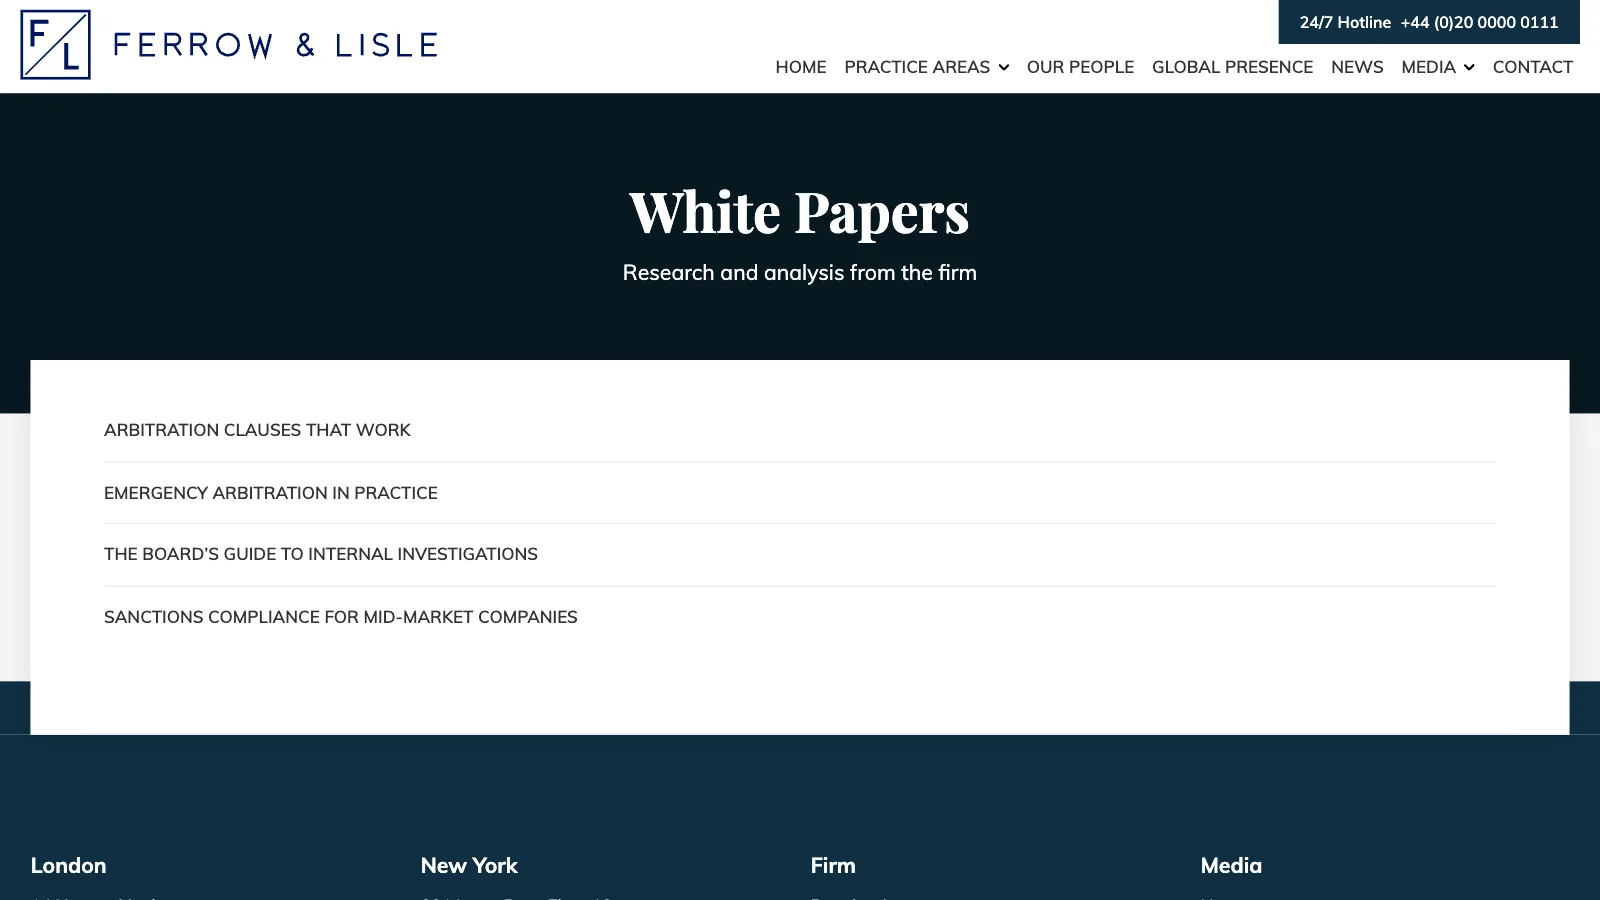 F L FERROW & LISLE
24/7 Hotline +44 (0)20 0000 0111
HOME PRACTICE AREAS OUR PEOPLE GLOBAL PRESENCE NEWS MEDIA CONTACT
White Papers
Research and analysis from the firm
ARBITRATION CLAUSES THAT WORK
EMERGENCY ARBITRATION IN PRACTICE
THE BOARD’S GUIDE TO INTERNAL INVESTIGATIONS
SANCTIONS COMPLIANCE FOR MID-MARKET COMPANIES
London New York Firm Media